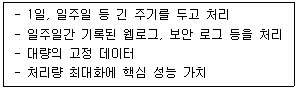 - 1일, 일주일 등 긴 주기를 두고 처리
- 일주일간 기록된 웹로그, 보안 로그 등을 처리
- 대량의 고정 데이터
- 처리량 최대화에 핵심 성능 가치